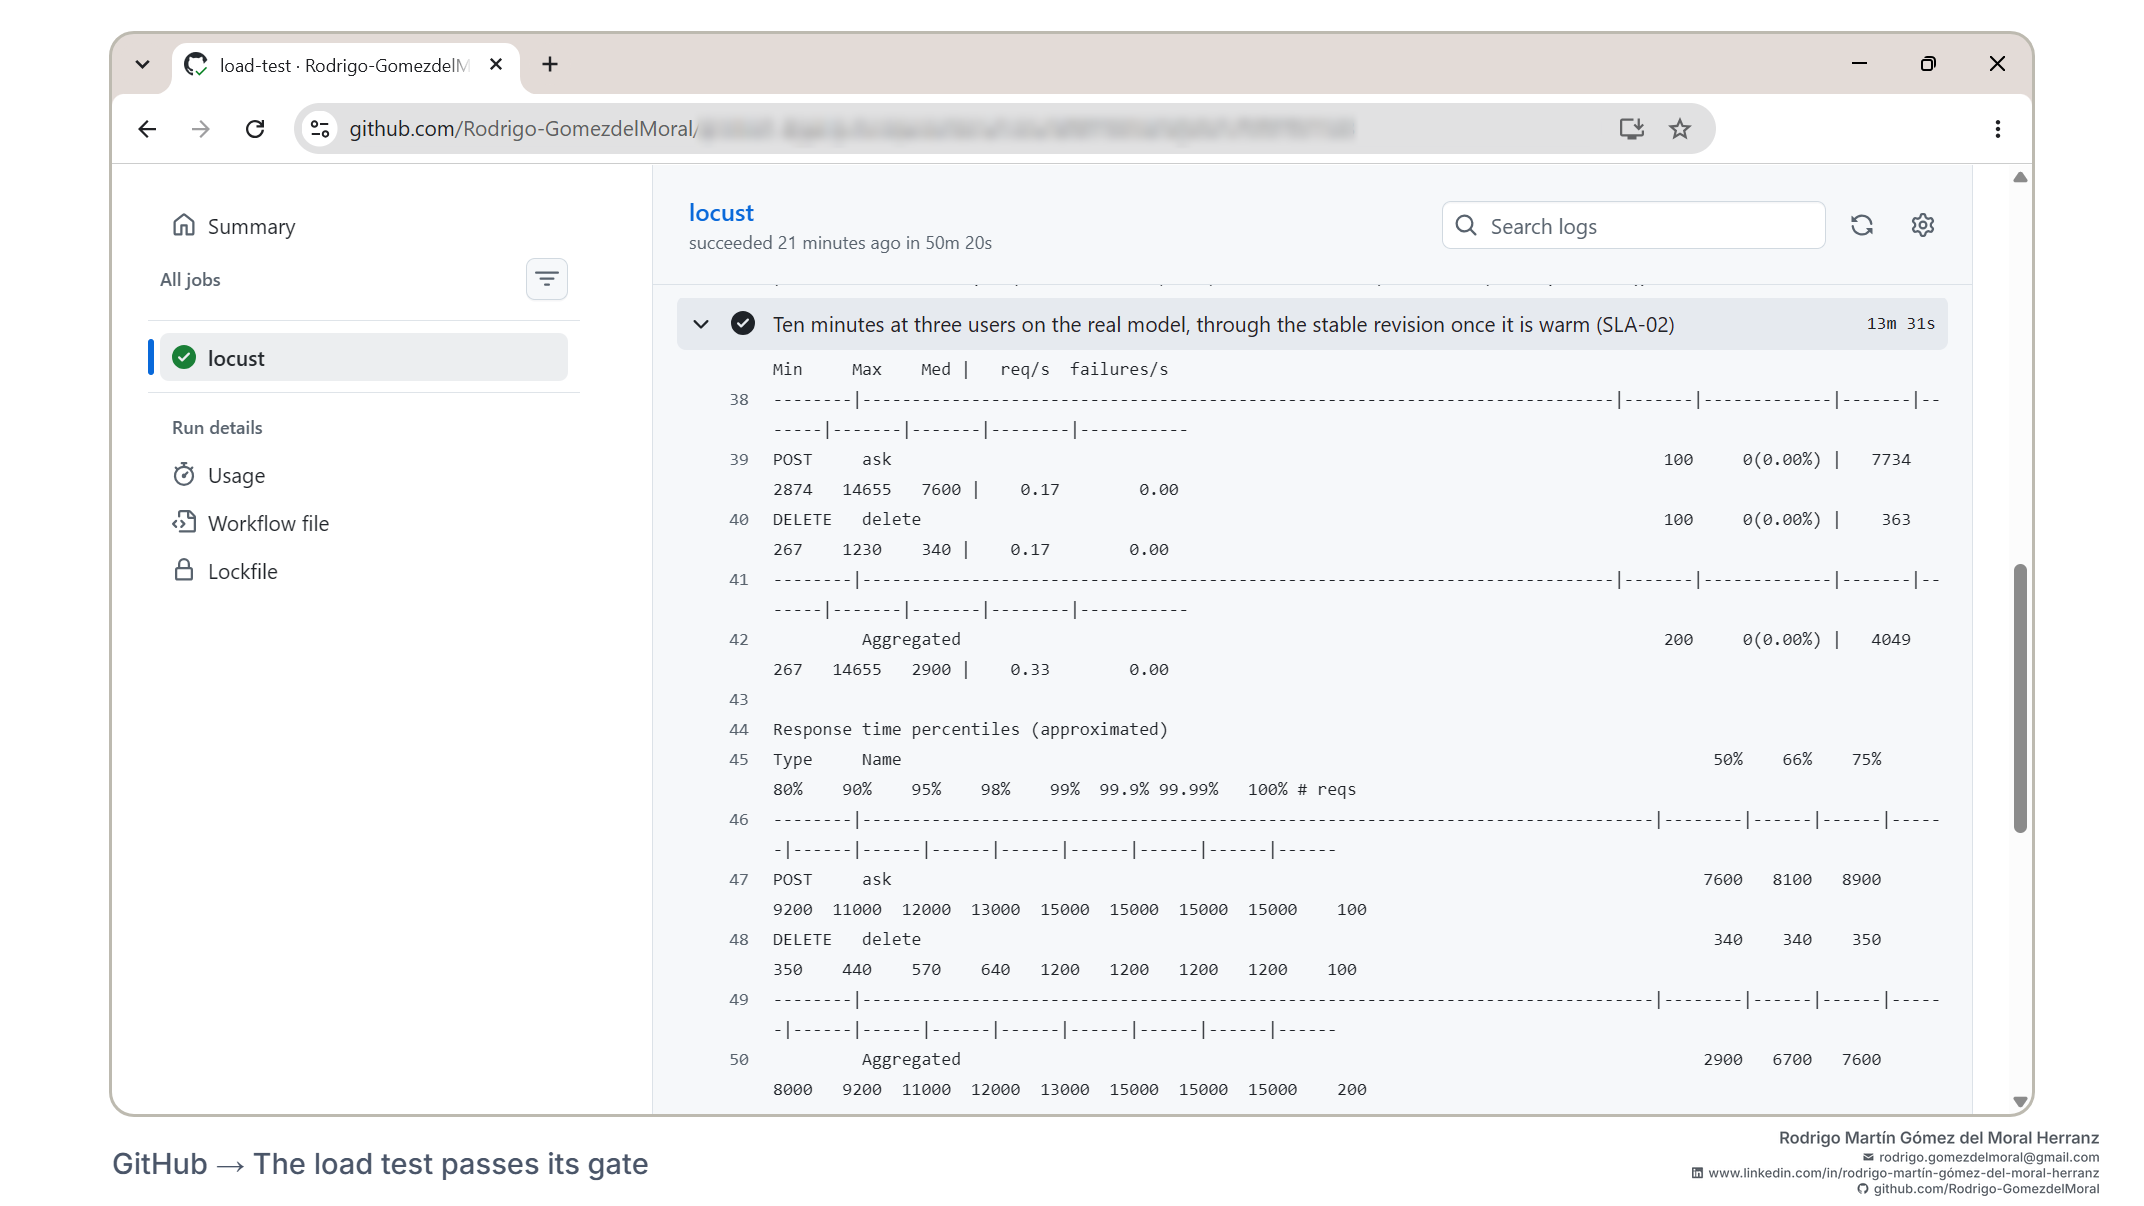 load-test · Rodrigo-GomezdelM
github.com/Rodrigo-GomezdelMoral/
Summary
All jobs
locust
Run details
Usage
Workflow file
Lockfile
locust
succeeded 21 minutes ago in 50m 20s
Search logs
Ten minutes at three users on the real model, through the stable revision once it is warm (SLA-02) 13m 31s
Min     Max    Med |   req/s  failures/s
38 --------|----------------------------------------------------------------------------|-------|-------------|-------|--
-----|-------|-------|--------|-----------
39 POST     ask 100     0(0.00%) |   7734
2874   14655   7600 |    0.17        0.00
40 DELETE   delete 100     0(0.00%) |    363
267    1230    340 |    0.17        0.00
41 --------|----------------------------------------------------------------------------|-------|-------------|-------|--
-----|-------|-------|--------|-----------
42 Aggregated 200     0(0.00%) |   4049
267   14655   2900 |    0.33        0.00
43
44 Response time percentiles (approximated)
45 Type     Name 50%    66%    75%
80%    90%    95%    98%    99%  99.9% 99.99%   100% # reqs
46 --------|--------------------------------------------------------------------------------|--------|------|------|-----
-|------|------|------|------|------|------|------|------
47 POST     ask 7600   8100   8900
9200  11000  12000  13000  15000  15000  15000  15000    100
48 DELETE   delete 340    340    350
350    440    570    640   1200   1200   1200   1200    100
49 --------|--------------------------------------------------------------------------------|--------|------|------|-----
-|------|------|------|------|------|------|------|------
50 Aggregated 2900   6700   7600
8000   9200  11000  12000  13000  15000  15000  15000    200
GitHub → The load test passes its gate
Rodrigo Martín Gómez del Moral Herranz
rodrigo.gomezdelmoral@gmail.com
www.linkedin.com/in/rodrigo-martín-gómez-del-moral-herranz
github.com/Rodrigo-GomezdelMoral